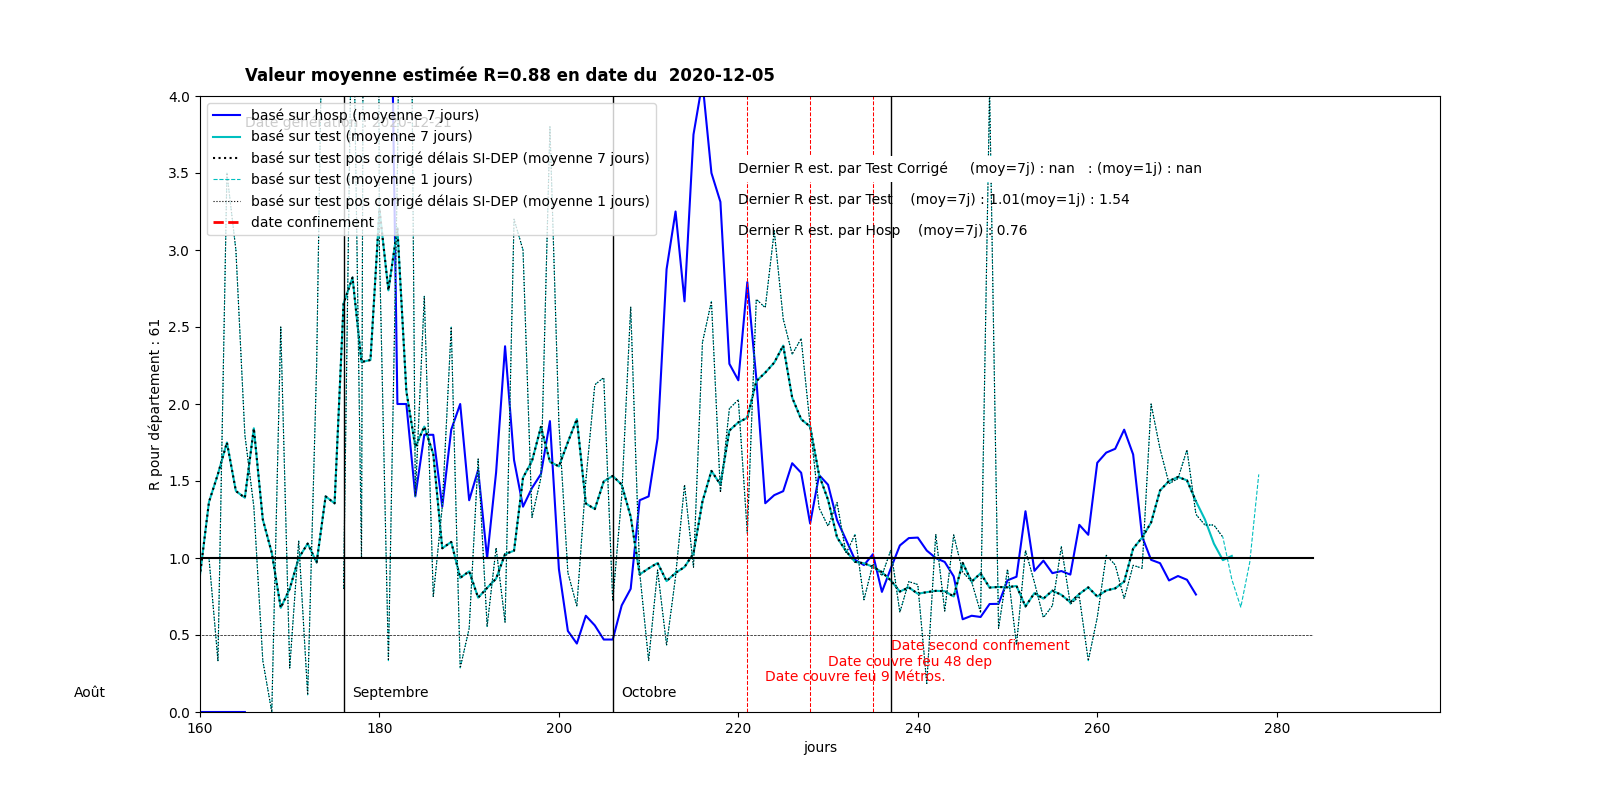 Valeur moyenne estimée R=0.88 en date du  2020-12-05
basé sur hosp (moyenne 7 jours)
basé sur test (moyenne 7 jours)
basé sur test pos corrigé délais SI-DEP (moyenne 7 jours)
basé sur test (moyenne 1 jours)
basé sur test pos corrigé délais SI-DEP (moyenne 1 jours)
date confinement
Dernier R est. par Test Corrigé     (moy=7j) : nan   : (moy=1j) : nan
Dernier R est. par Test    (moy=7j) : 1.01(moy=1j) : 1.54
Dernier R est. par Hosp    (moy=7j) : 0.76
4.0
3.5
3.0
2.5
2.0
1.5
1.0
0.5
0.0
R pour département : 61
Date second confinement
Date couvre feu 48 dep
Date couvre feu 9 Métros.
Août
Septembre
Octobre
160
180
200
220
240
260
280
jours